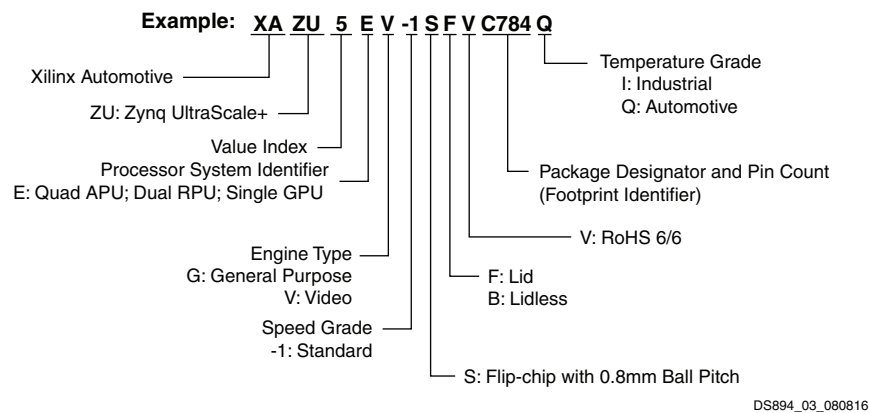 Example: XA ZU 5 E V -1 S F V C784 Q
Xilinx Automotive
ZU: Zynq UltraScale+
Value Index
Processor System Identifier
E: Quad APU; Dual RPU; Single GPU
Engine Type
G: General Purpose
V: Video
Speed Grade
-1: Standard
Temperature Grade
I: Industrial
Q: Automotive
Package Designator and Pin Count
(Footprint Identifier)
V: RoHS 6/6
F: Lid
B: Lidless
S: Flip-chip with 0.8mm Ball Pitch
DS894_03_080816